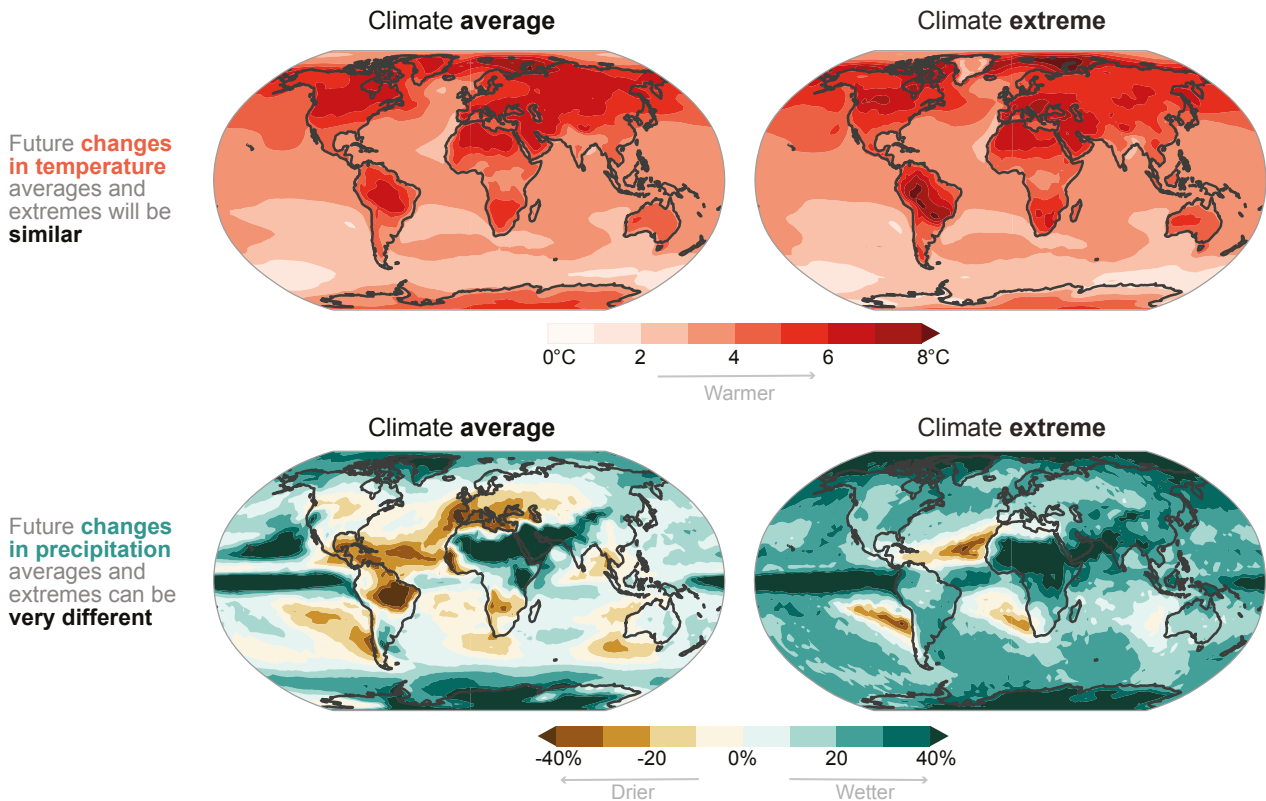 Climate average
Climate extreme
Future changes
in temperature
averages and
extremes will be
similar
0°C 2 4 6 8°C
Warmer
Climate average
Climate extreme
Future changes
in precipitation
averages and
extremes can be
very different
-40% -20 0% 20 40%
Drier
Wetter